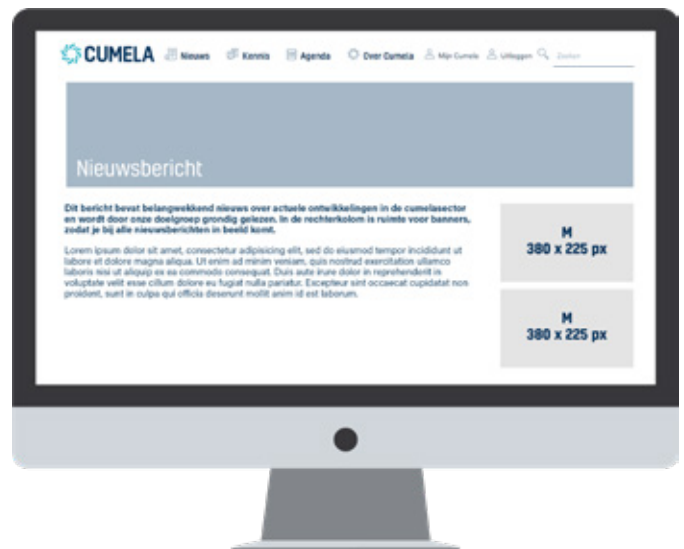 CUMELA Nieuws Kennis Agenda Over Cumela Mijn Cumela Uitloggen Zoeken
Nieuwsbericht
Dit bericht bevat belangwekkend nieuws over actuele ontwikkelingen in de cumelasector
en wordt door onze doelgroep grondig gelezen. In de rechterkolom is ruimte voor banners,
zodat je bij alle nieuwsberichten in beeld komt.
Lorem ipsum dolor sit amet, consectetur adipisicing elit, sed do eiusmod tempor incididunt ut
labore et dolore magna aliqua. Ut enim ad minim veniam, quis nostrud exercitation ullamco
laboris nisi ut aliquip ex ea commodo consequat. Duis aute irure dolor in reprehenderit in
voluptate velit esse cillum dolore eu fugiat nulla pariatur. Excepteur sint occaecat cupidatat non
proident, sunt in culpa qui officia deserunt mollit anim id est laborum.
M
380 x 225 px
M
380 x 225 px